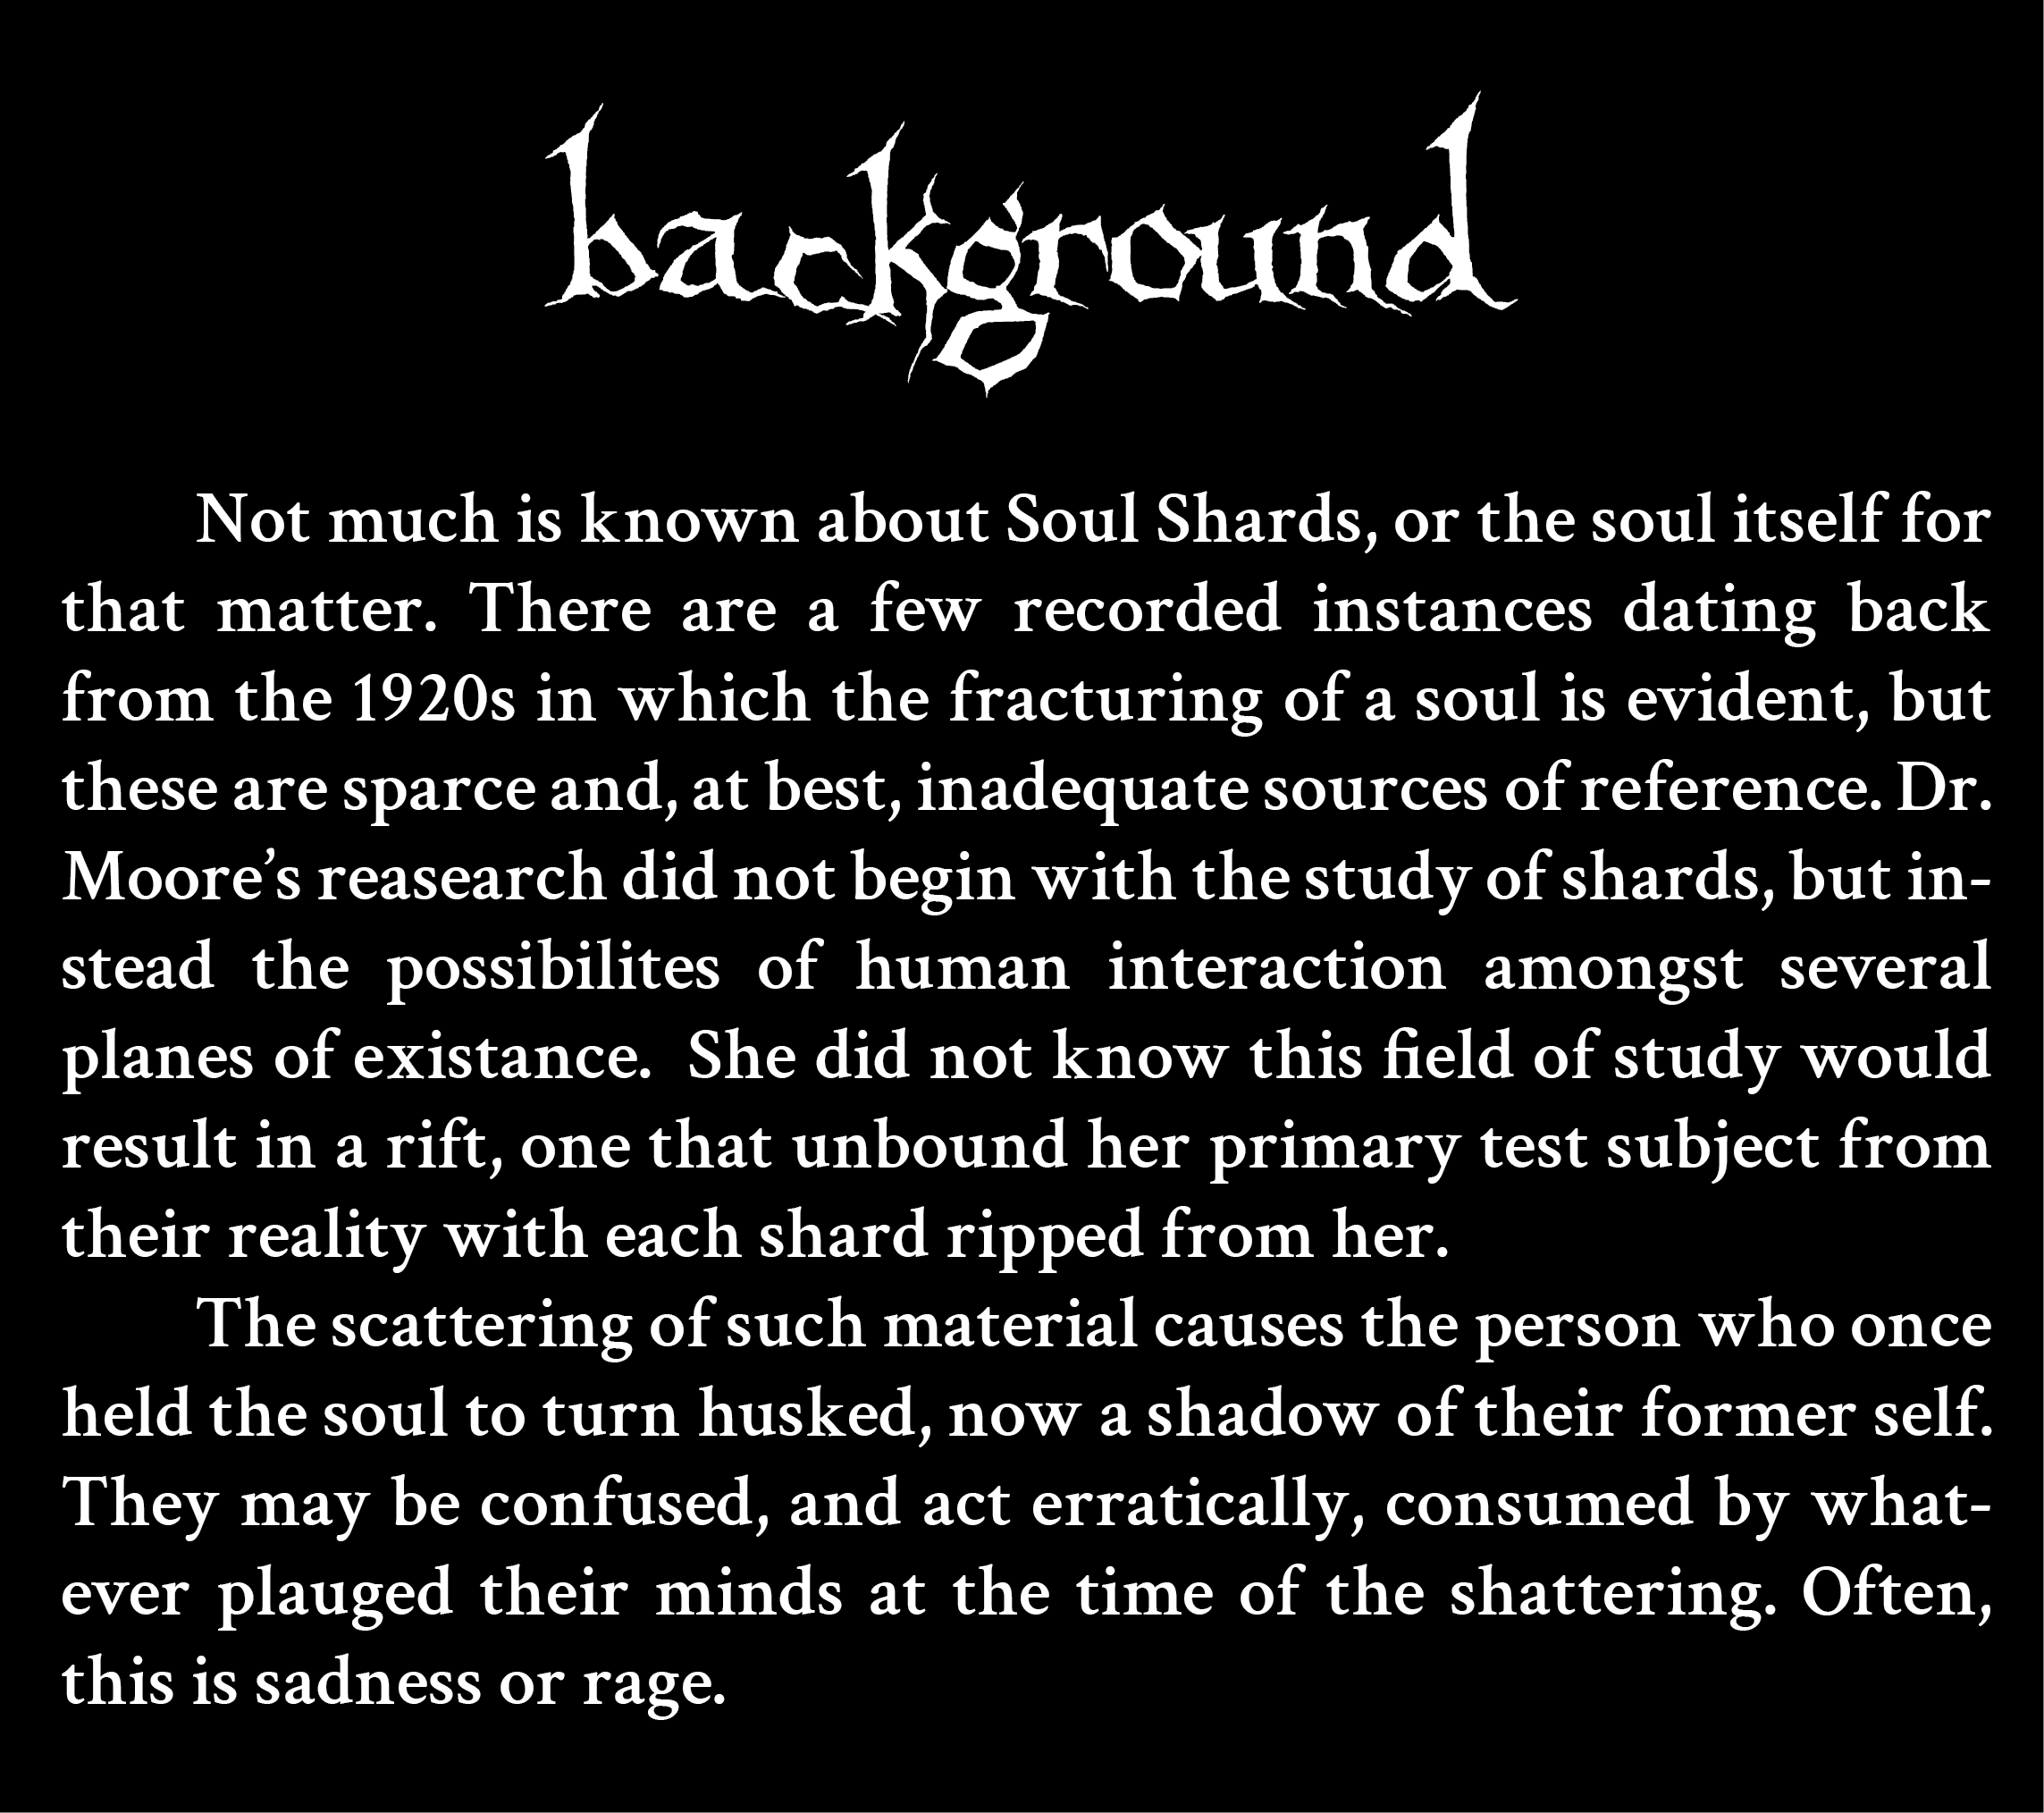 background
Not much is known about Soul Shards, or the soul itself for
that matter. There are a few recorded instances dating back
from the 1920s in which the fracturing of a soul is evident, but
these are sparce and, at best, inadequate sources of reference. Dr.
Moore’s reasearch did not begin with the study of shards, but in-
stead the possibilites of human interaction amongst several
planes of existance.  She did not know this field of study would
result in a rift, one that unbound her primary test subject from
their reality with each shard ripped from her.
The scattering of such material causes the person who once
held the soul to turn husked, now a shadow of their former self.
They may be confused, and act erratically, consumed by what-
ever plauged their minds at the time of the shattering. Often,
this is sadness or rage.